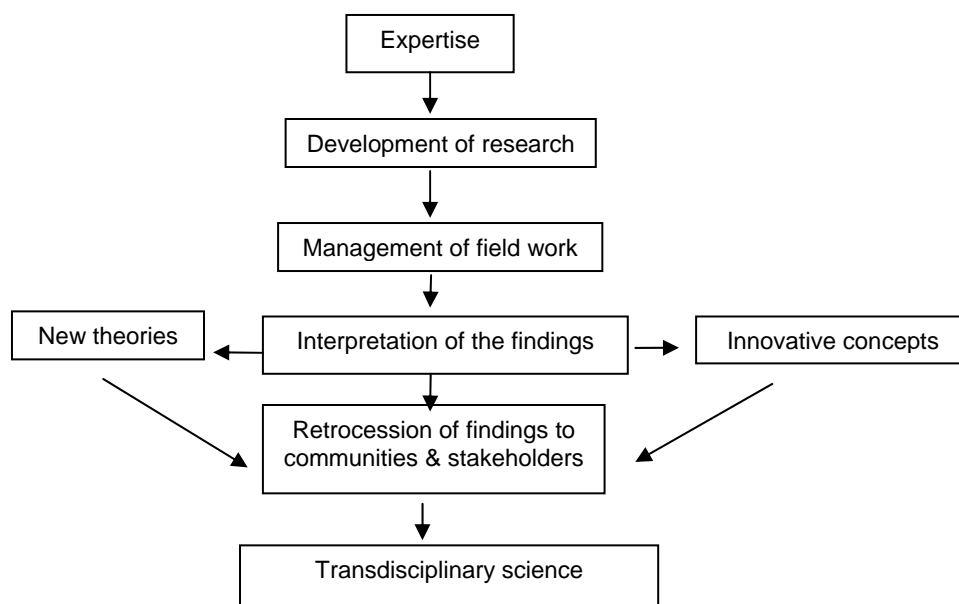 Expertise
Development of research
Management of field work
New theories
Interpretation of the findings
Innovative concepts
Retrocession of findings to
communities & stakeholders
Transdisciplinary science